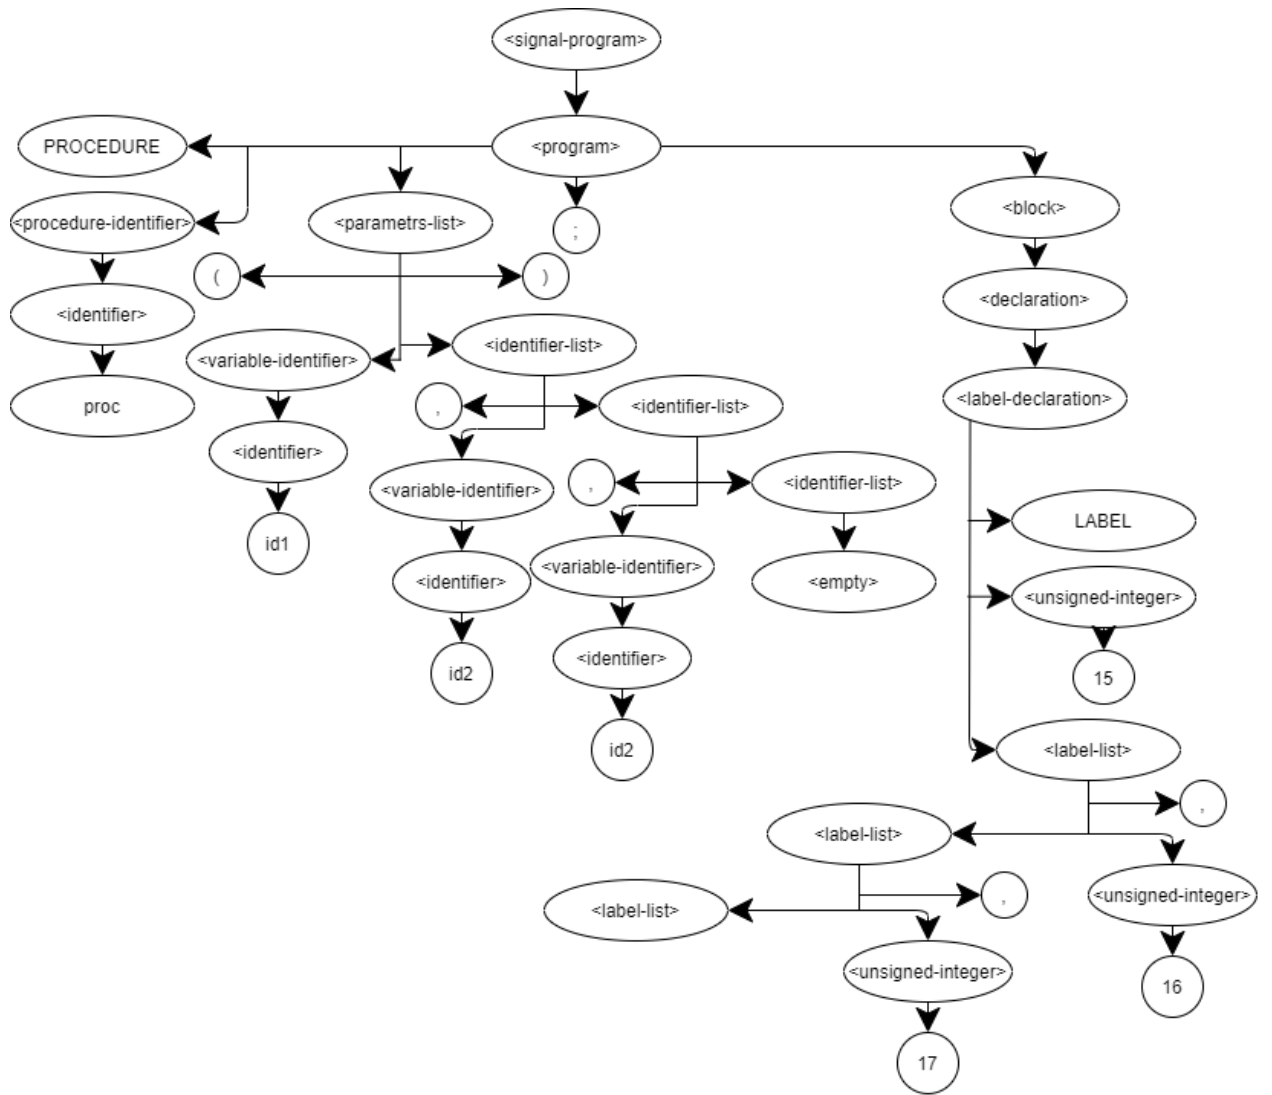 <signal-program>
PROCEDURE
<program>
<procedure-identifier>
<parametrs-list>
;
<block>
(
)
<declaration>
<identifier>
<variable-identifier>
<identifier-list>
<label-declaration>
proc
,
<identifier-list>
<identifier>
<variable-identifier>
,
<identifier-list>
LABEL
id1
<identifier>
<variable-identifier>
<empty>
<unsigned-integer>
id2
<identifier>
15
id2
<label-list>
,
<label-list>
<label-list>
,
<unsigned-integer>
<unsigned-integer>
16
17